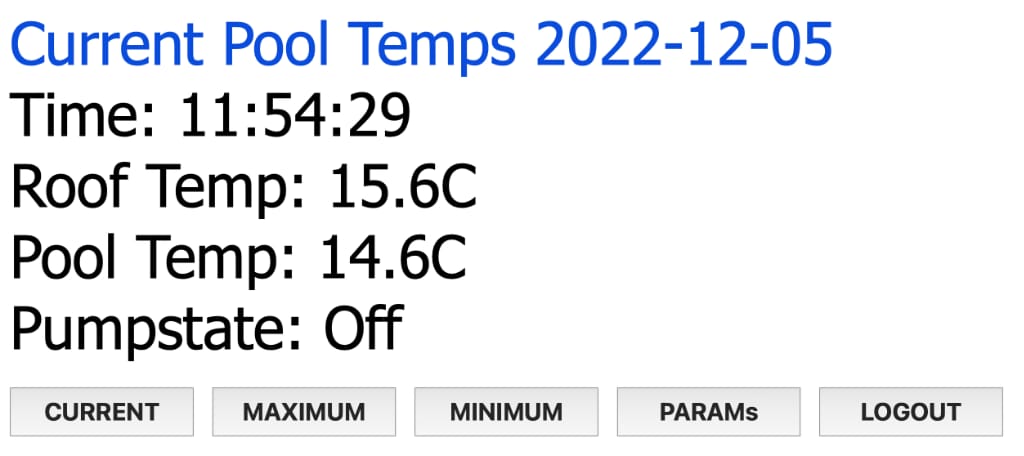 Current Pool Temps 2022-12-05
Time: 11:54:29
Roof Temp: 15.6C
Pool Temp: 14.6C
Pumpstate: Off
CURRENT MAXIMUM MINIMUM PARAMs LOGOUT